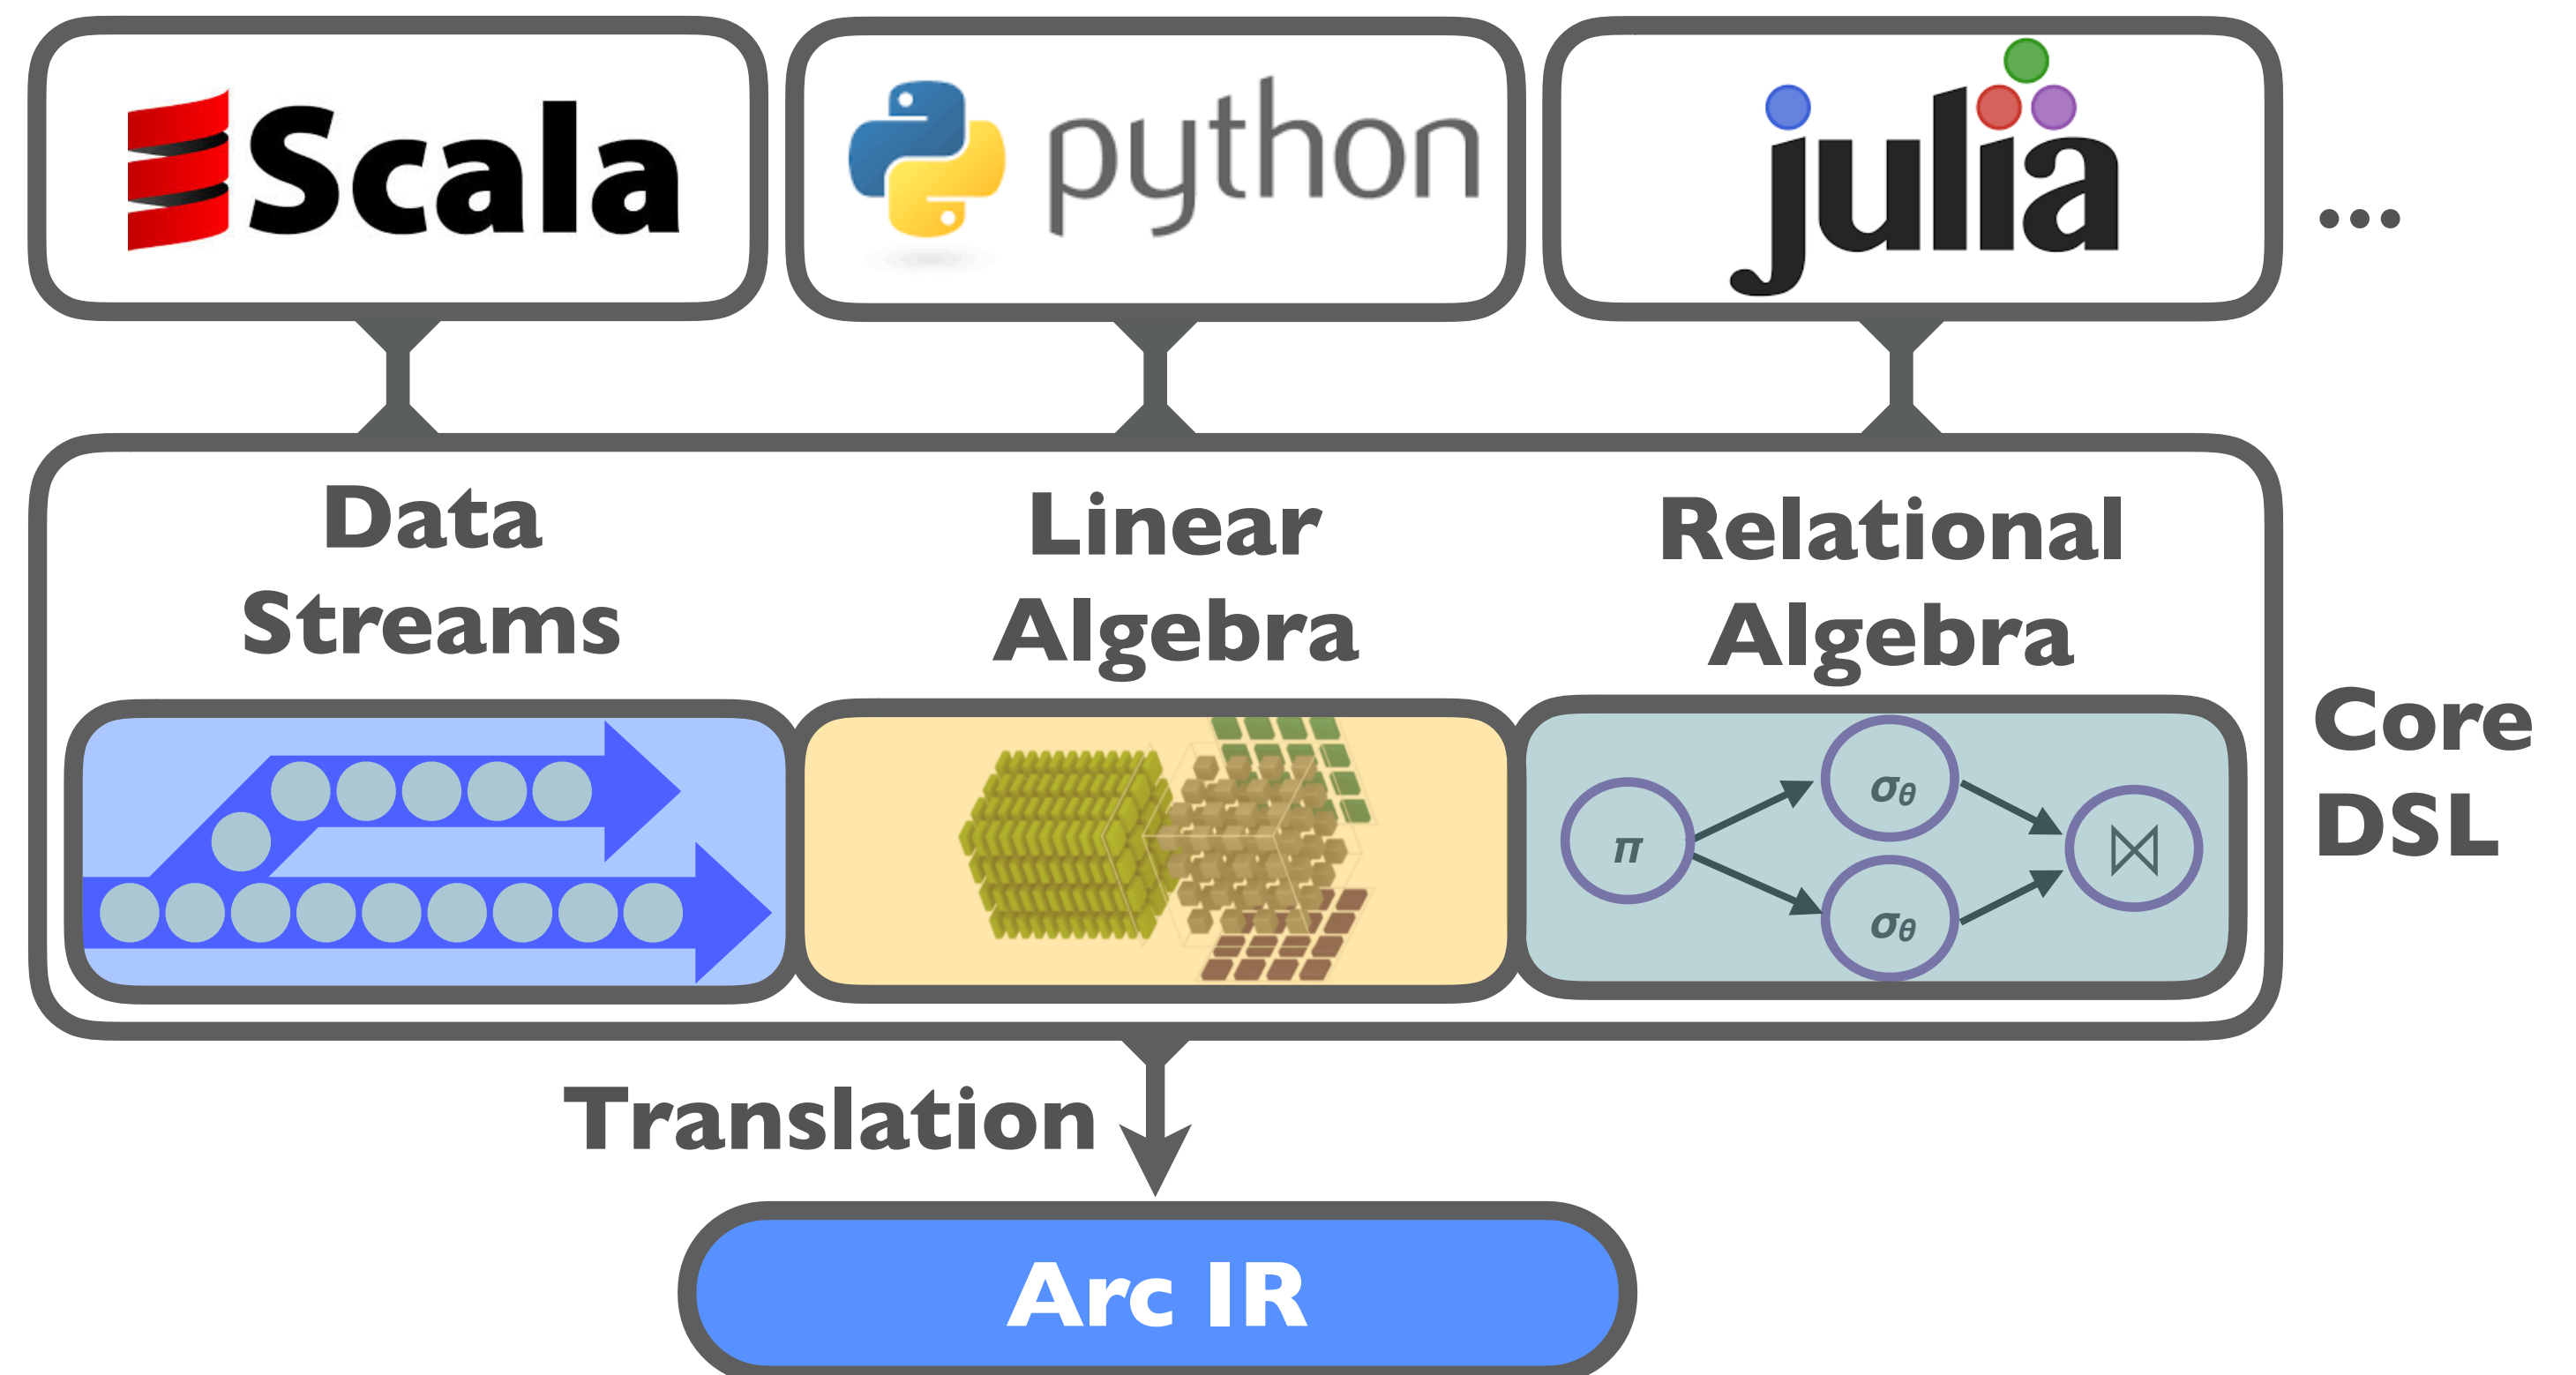 Scala
python
julia
...
Data
Streams
Linear
Algebra
Relational
Algebra
Core
DSL
π
σθ
σθ
⋈
Translation
Arc IR